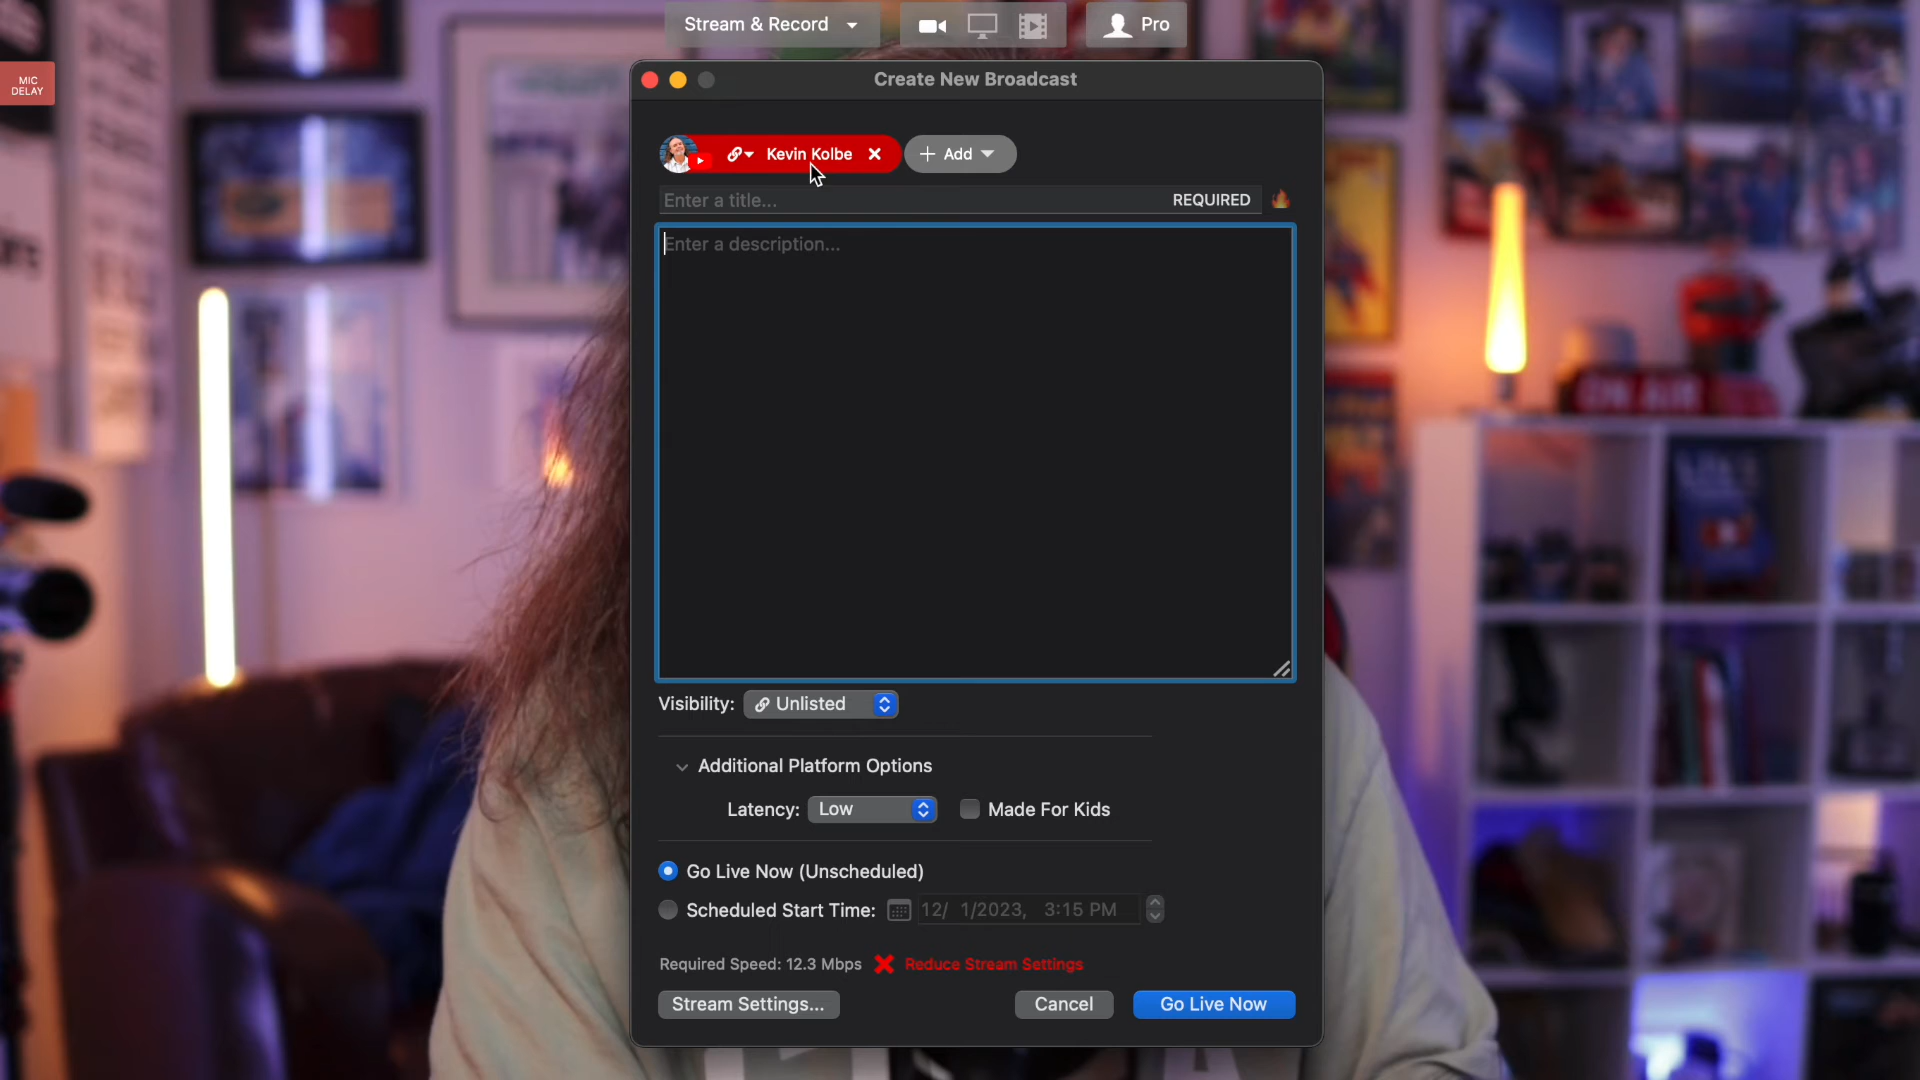 Stream & Record
Pro
MIC
DELAY
Create New Broadcast
Kevin Kolbe
Add
Enter a title...
REQUIRED
Enter a description...
Visibility: Unlisted
Additional Platform Options
Latency: Low
Made For Kids
Go Live Now (Unscheduled)
Scheduled Start Time: 12/ 1/2023, 3:15 PM
Required Speed: 12.3 Mbps
Reduce Stream Settings
Stream Settings...
Cancel
Go Live Now
ON AIR